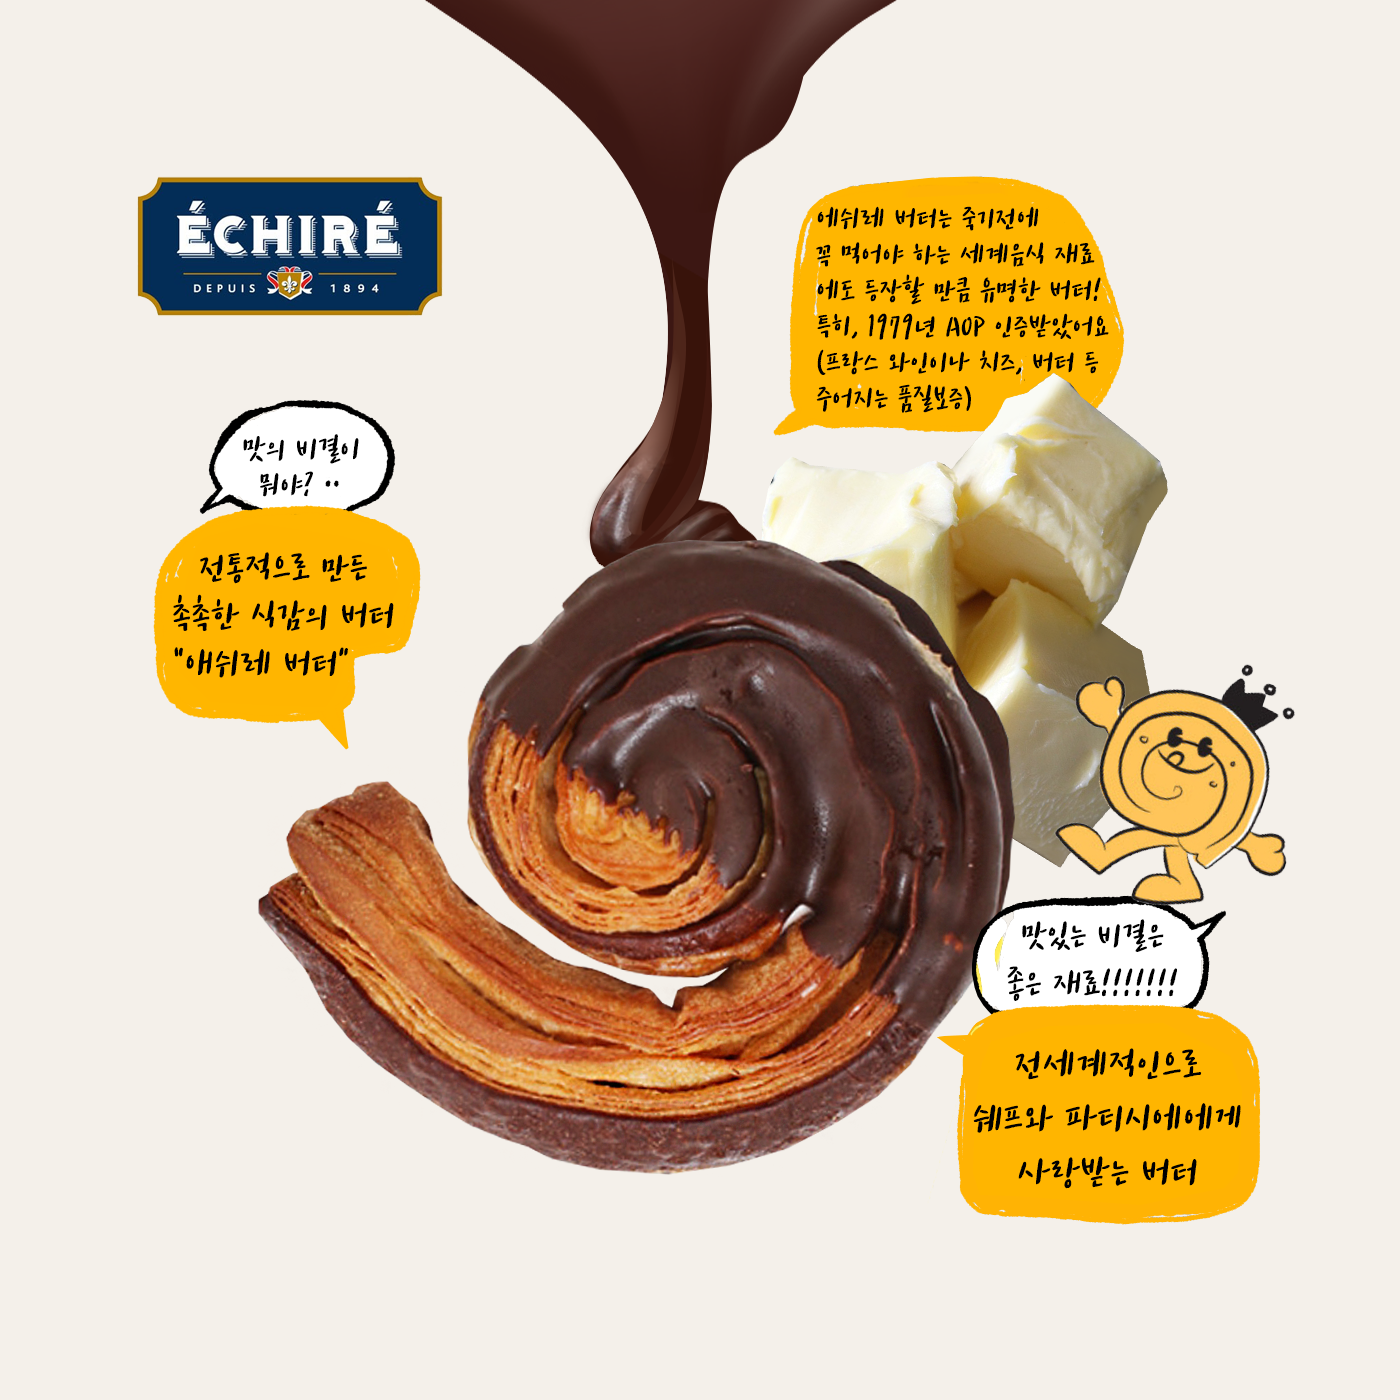 ÉCHIRÉ
DEPUIS 1894
에쉬레 버터는 죽기전에
꼭 먹어야 하는 세계음식 재료
에도 등장할 만큼 유명한 버터!
특히, 1979년 AOP 인증받았어요
(프랑스 와인이나 치즈, 버터 등
주어지는 품질보증)
맛의 비결이
뭐야? ••
전통적으로 만든
촉촉한 식감의 버터
"애쉬레 버터"
맛있는 비결은
좋은 재료!!!!!!!
전세계적인으로
쉐프와 파티시에에게
사랑받는 버터